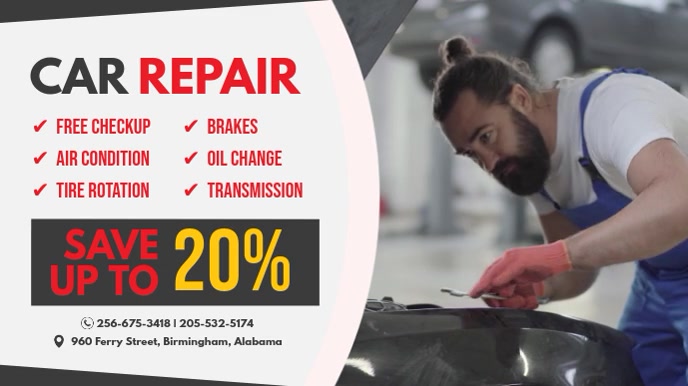 CAR REPAIR
✔ FREE CHECKUP
✔ BRAKES
✔ AIR CONDITION
✔ OIL CHANGE
✔ TIRE ROTATION
✔ TRANSMISSION
SAVE
UP TO
20%
256-675-3418 | 205-532-5174
960 Ferry Street, Birmingham, Alabama